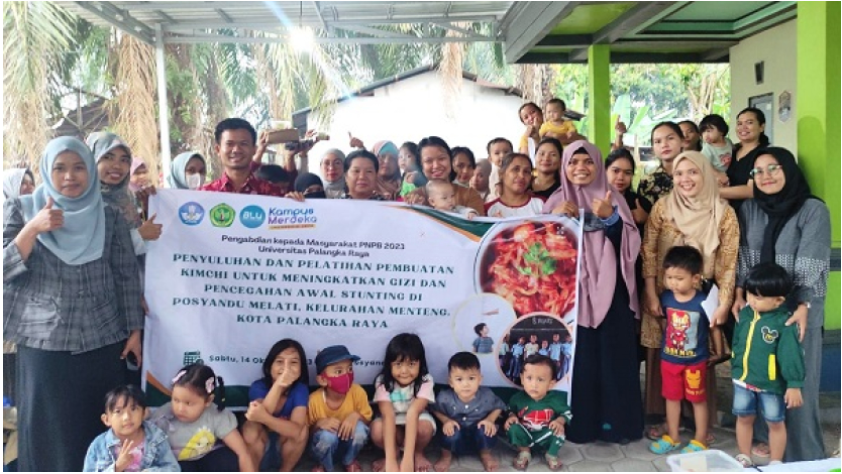 BLU
Kampus
Merdeka
Pengabdian kepada Masyarakat PNPB 2023
Universitas Palangka Raya
PENYULUHAN DAN PELATIHAN PEMBUATAN
KIMCHI UNTUK MENINGKATKAN GIZI DAN
PENCEGAHAN AWAL STUNTING DI
POSYANDU MELATI, KELURAHAN MENTENG,
KOTA PALANGKA RAYA
Sabtu, 14